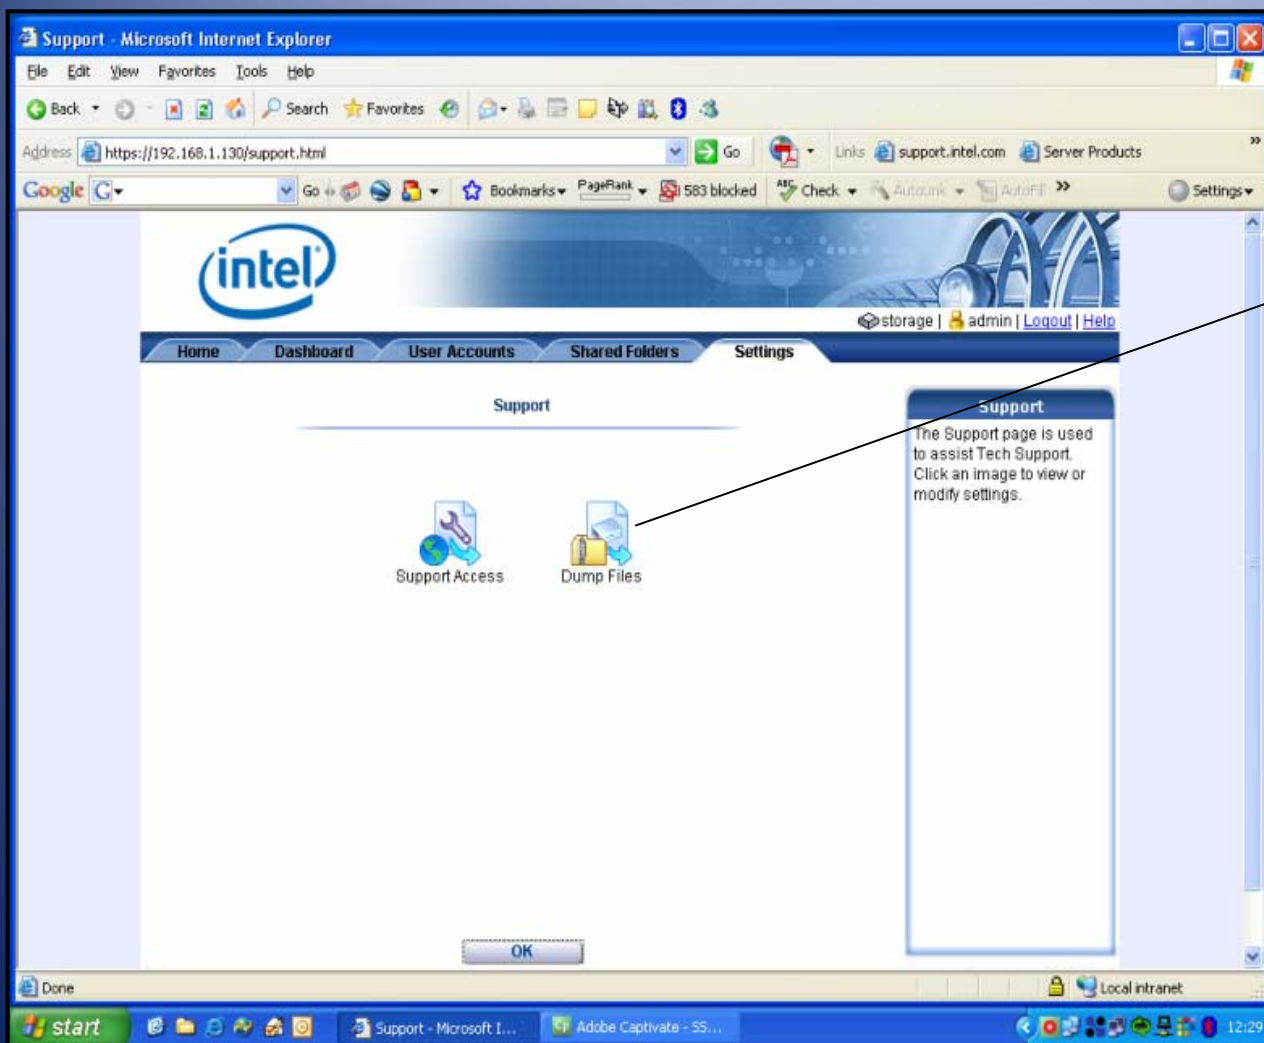 Support - Microsoft Internet Explorer
File Edit View Favorites Tools Help
Back Search Favorites
Address https://192.168.1.130/support.html Go Links support.intel.com Server Products »
Google G Go Bookmarks PageRank 583 blocked ABC Check AutoLink AutoFill » Settings
intel
storage | admin | Logout | Help
Home Dashboard User Accounts Shared Folders Settings
Support
Support Access
Dump Files
OK
Support
The Support page is used
to assist Tech Support.
Click an image to view or
modify settings.
Done Local intranet
start Support - Microsoft I... Adobe Captivate - SS... 12:29